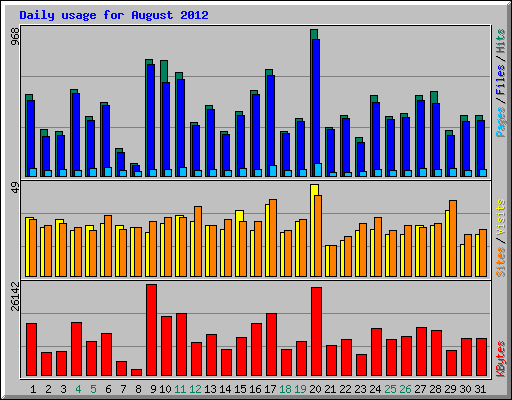 Daily usage for August 2012
968
Pages / Files / Hits
49
Sites / Visits
26142
KBytes
1 2 3 4 5 6 7 8 9 10 11 12 13 14 15 16 17 18 19 20 21 22 23 24 25 26 27 28 29 30 31